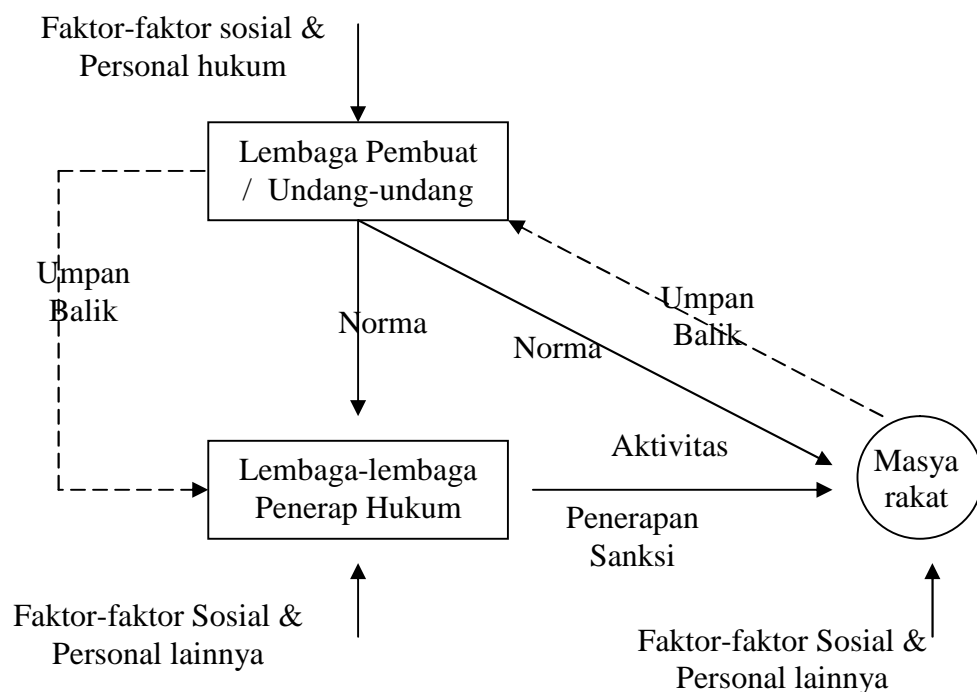 Faktor-faktor sosial &
Personal hukum
Lembaga Pembuat
/ Undang-undang
Umpan
Balik
Norma
Norma
Umpan
Balik
Lembaga-lembaga
Penerap Hukum
Aktivitas
Penerapan
Sanksi
Masya
rakat
Faktor-faktor Sosial &
Personal lainnya
Faktor-faktor Sosial &
Personal lainnya